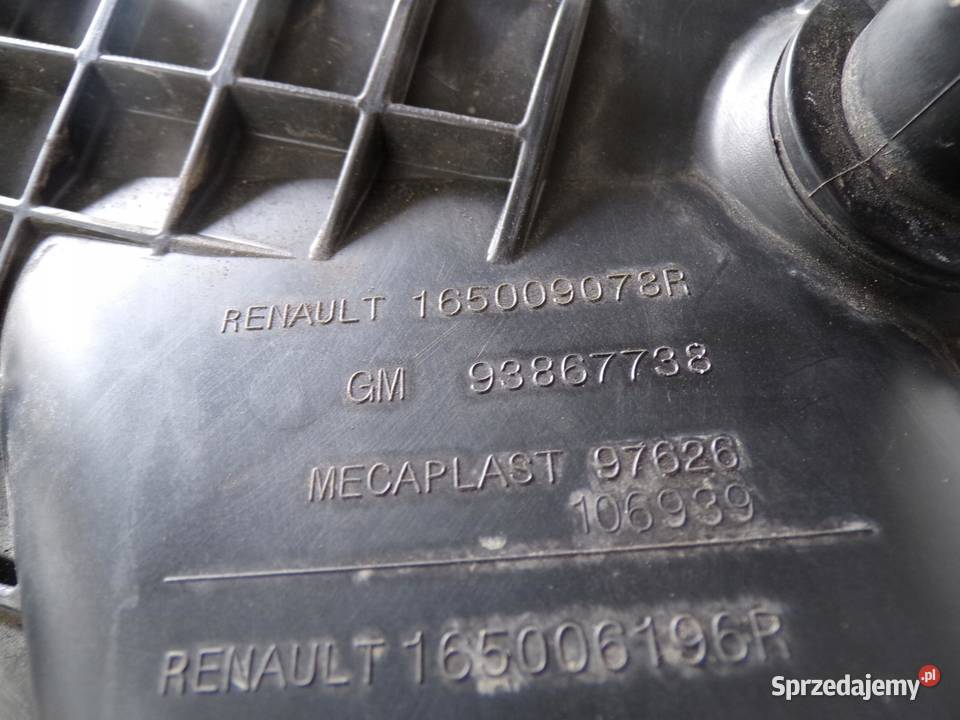 RENAULT 165009078R
GM 93867738
MECAPLAST 97626
106939
RENAULT 165006196R
Sprzedajemy.pl